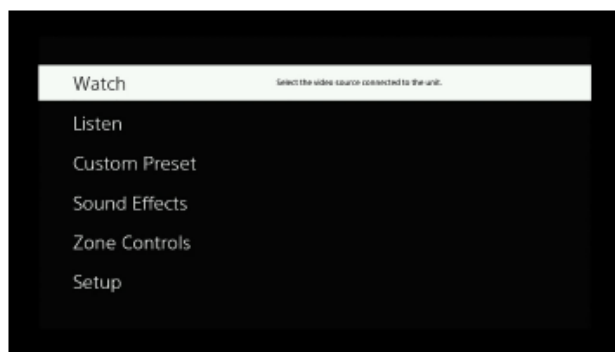 Watch Select the video source connected to the unit.
Listen
Custom Preset
Sound Effects
Zone Controls
Setup